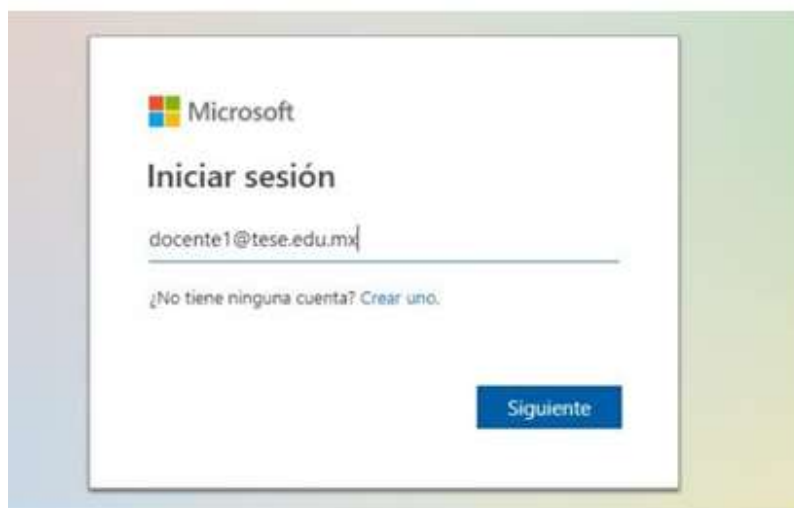 Microsoft
Iniciar sesión
docente1@tese.edu.mx
¿No tiene ninguna cuenta? Crear uno.
Siguiente